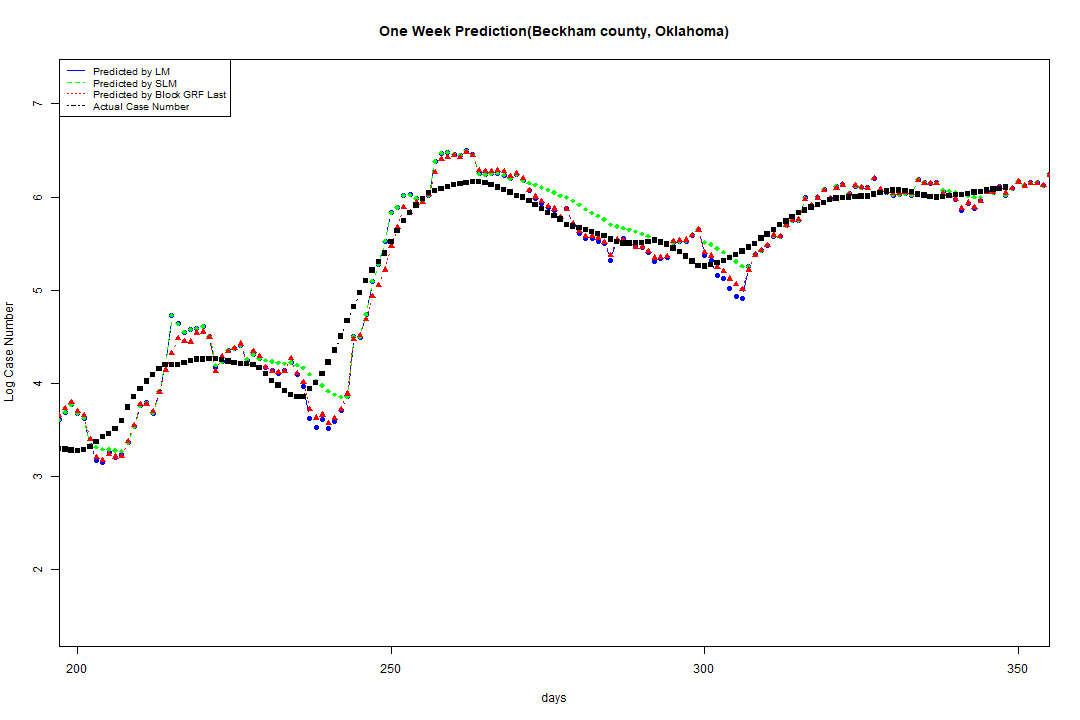 One Week Prediction(Beckham county, Oklahoma)
Predicted by LM
Predicted by SLM
Predicted by Block GRF Last
Actual Case Number
7
6
5
4
3
2
Log Case Number
200 250 300 350
days